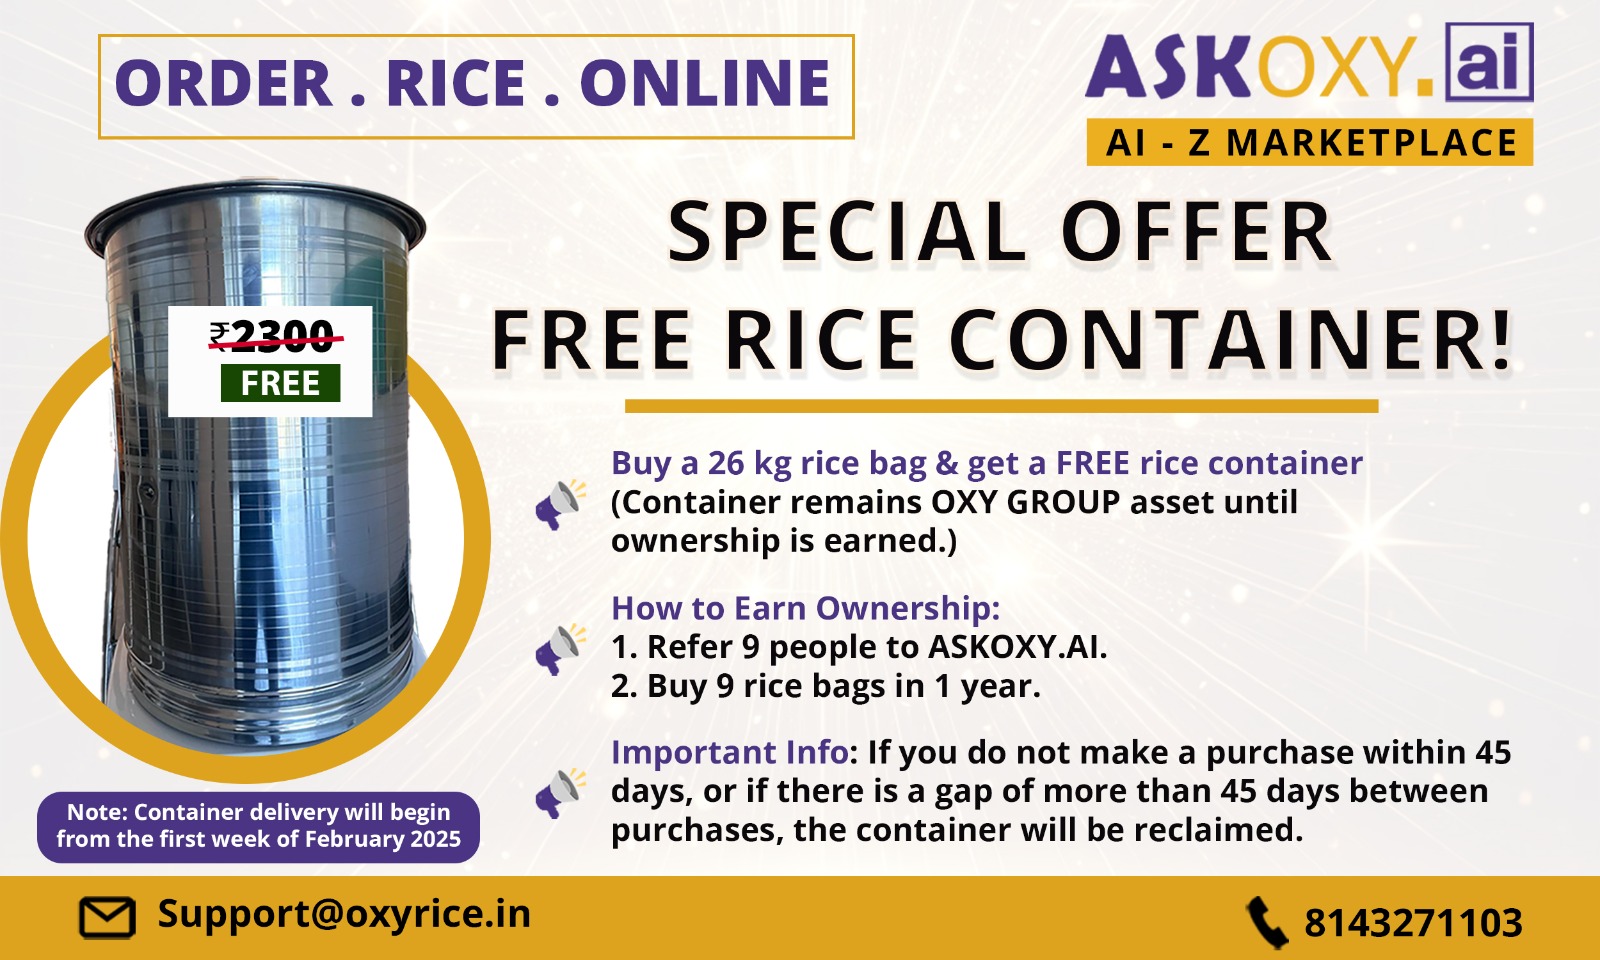 ORDER . RICE . ONLINE
ASKOXY.ai
AI - Z MARKETPLACE
SPECIAL OFFER
FREE RICE CONTAINER!
₹2300
FREE
Buy a 26 kg rice bag & get a FREE rice container
(Container remains OXY GROUP asset until
ownership is earned.)
How to Earn Ownership:
1. Refer 9 people to ASKOXY.AI.
2. Buy 9 rice bags in 1 year.
Important Info: If you do not make a purchase within 45
days, or if there is a gap of more than 45 days between
purchases, the container will be reclaimed.
Note: Container delivery will begin
from the first week of February 2025
Support@oxyrice.in
8143271103